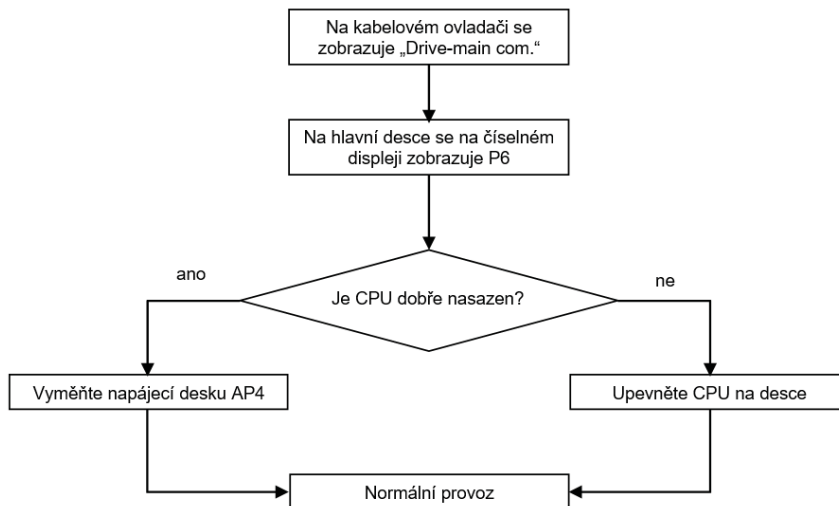 Na kabelovém ovladači se
zobrazuje „Drive-main com.“
Na hlavní desce se na číselném
displeji zobrazuje P6
ano
ne
Je CPU dobře nasazen?
Vyměňte napájecí desku AP4
Upevněte CPU na desce
Normální provoz